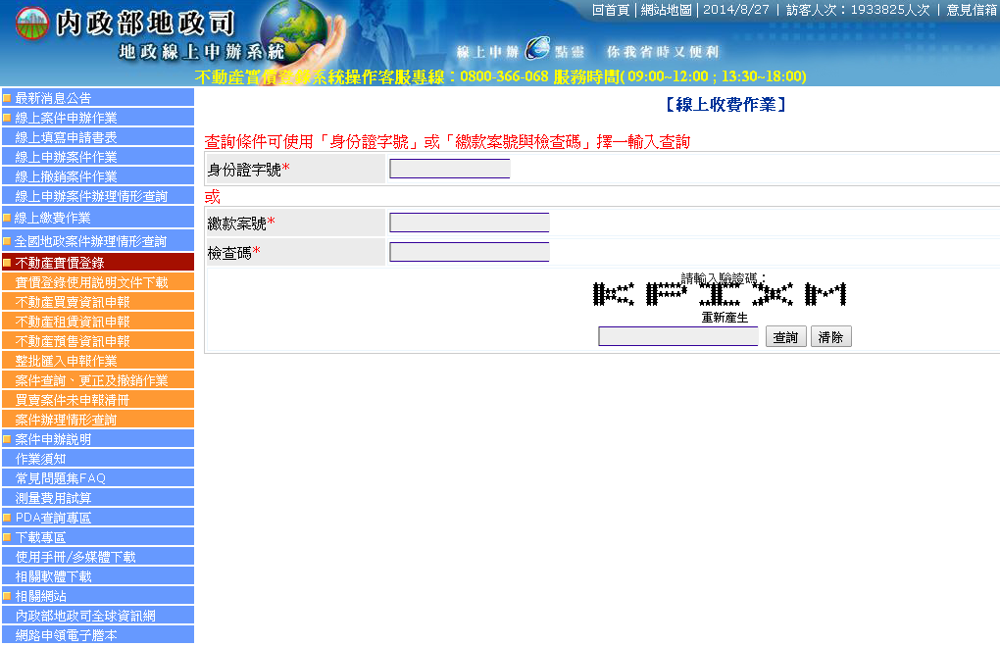 內政部地政司
地政線上申辦系統
回首頁 | 網站地圖 | 2014/8/27 | 訪客人次：1933825人次 | 意見信箱
線上申辦 e 點靈 你我省時又便利
不動產實價登錄系統操作客服專線：0800-366-068 服務時間( 09:00~12:00 ; 13:30~18:00)
最新消息公告
線上案件申辦作業
線上填寫申請書表
線上申辦案件作業
線上撤銷案件作業
線上申辦案件辦理情形查詢
線上繳費作業
全國地政案件辦理情形查詢
不動產實價登錄
實價登錄使用說明文件下載
不動產買賣資訊申報
不動產租賃資訊申報
不動產預售資訊申報
整批匯入申報作業
案件查詢、更正及撤銷作業
買賣案件未申報清冊
案件辦理情形查詢
案件申辦說明
作業須知
常見問題集FAQ
測量費用試算
PDA查詢專區
下載專區
使用手冊/多媒體下載
相關軟體下載
相關網站
內政部地政司全球資訊網
網路申領電子謄本
【線上收費作業】
查詢條件可使用「身份證字號」或「繳款案號與檢查碼」擇一輸入查詢
身份證字號*
或
繳款案號*
檢查碼*
請輸入驗證碼：
KPIXM
重新產生
查詢 清除